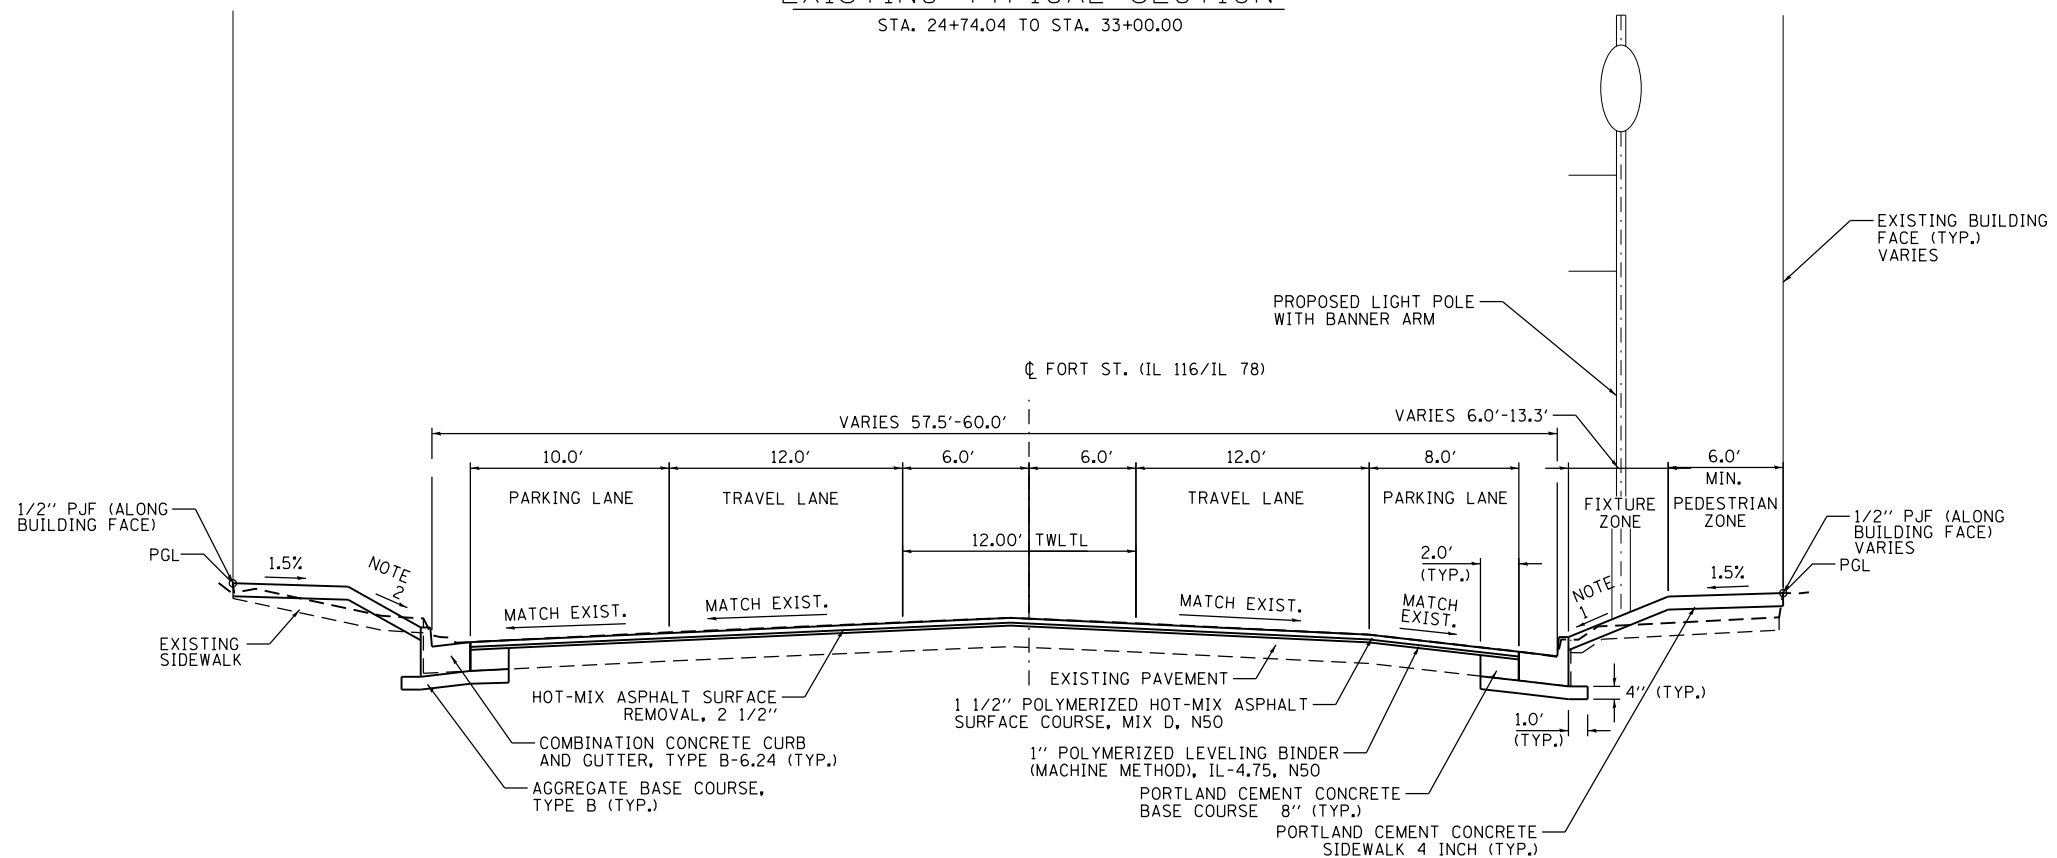 EXISTING TYPICAL SECTION
STA. 24+74.04 TO STA. 33+00.00
EXISTING BUILDING
FACE (TYP.)
VARIES
PROPOSED LIGHT POLE
WITH BANNER ARM
℄ FORT ST. (IL 116/IL 78)
VARIES 57.5'-60.0'
VARIES 6.0'-13.3'
10.0'
12.0'
6.0'
6.0'
12.0'
8.0'
6.0'
MIN.
PARKING LANE
TRAVEL LANE
TRAVEL LANE
PARKING LANE
FIXTURE
ZONE
PEDESTRIAN
ZONE
1/2" PJF (ALONG
BUILDING FACE)
PGL
1/2" PJF (ALONG
BUILDING FACE)
VARIES
PGL
12.00' TWLTL
2.0'
(TYP.)
1.5%
NOTE
2
NOTE
1
1.5%
MATCH EXIST.
MATCH EXIST.
MATCH EXIST.
MATCH
EXIST.
EXISTING
SIDEWALK
EXISTING PAVEMENT
4" (TYP.)
HOT-MIX ASPHALT SURFACE
REMOVAL, 2 1/2"
1 1/2" POLYMERIZED HOT-MIX ASPHALT
SURFACE COURSE, MIX D, N50
1.0'
(TYP.)
COMBINATION CONCRETE CURB
AND GUTTER, TYPE B-6.24 (TYP.)
1" POLYMERIZED LEVELING BINDER
(MACHINE METHOD), IL-4.75, N50
AGGREGATE BASE COURSE,
TYPE B (TYP.)
PORTLAND CEMENT CONCRETE
BASE COURSE 8" (TYP.)
PORTLAND CEMENT CONCRETE
SIDEWALK 4 INCH (TYP.)